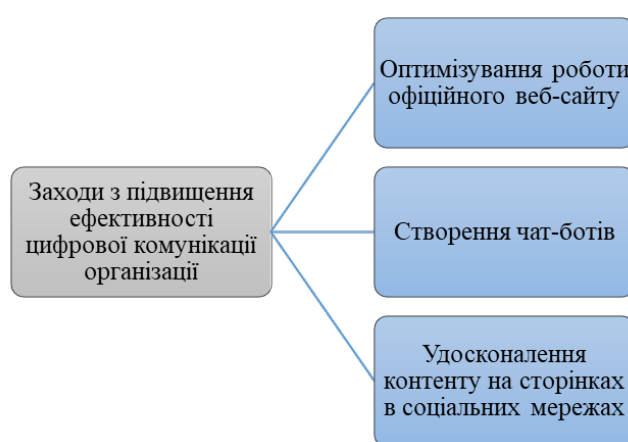 Заходи з підвищення
ефективності
цифрової комунікації
організації
Оптимізування роботи
офіційного веб-сайту
Створення чат-ботів
Удосконалення
контенту на сторінках
в соціальних мережах